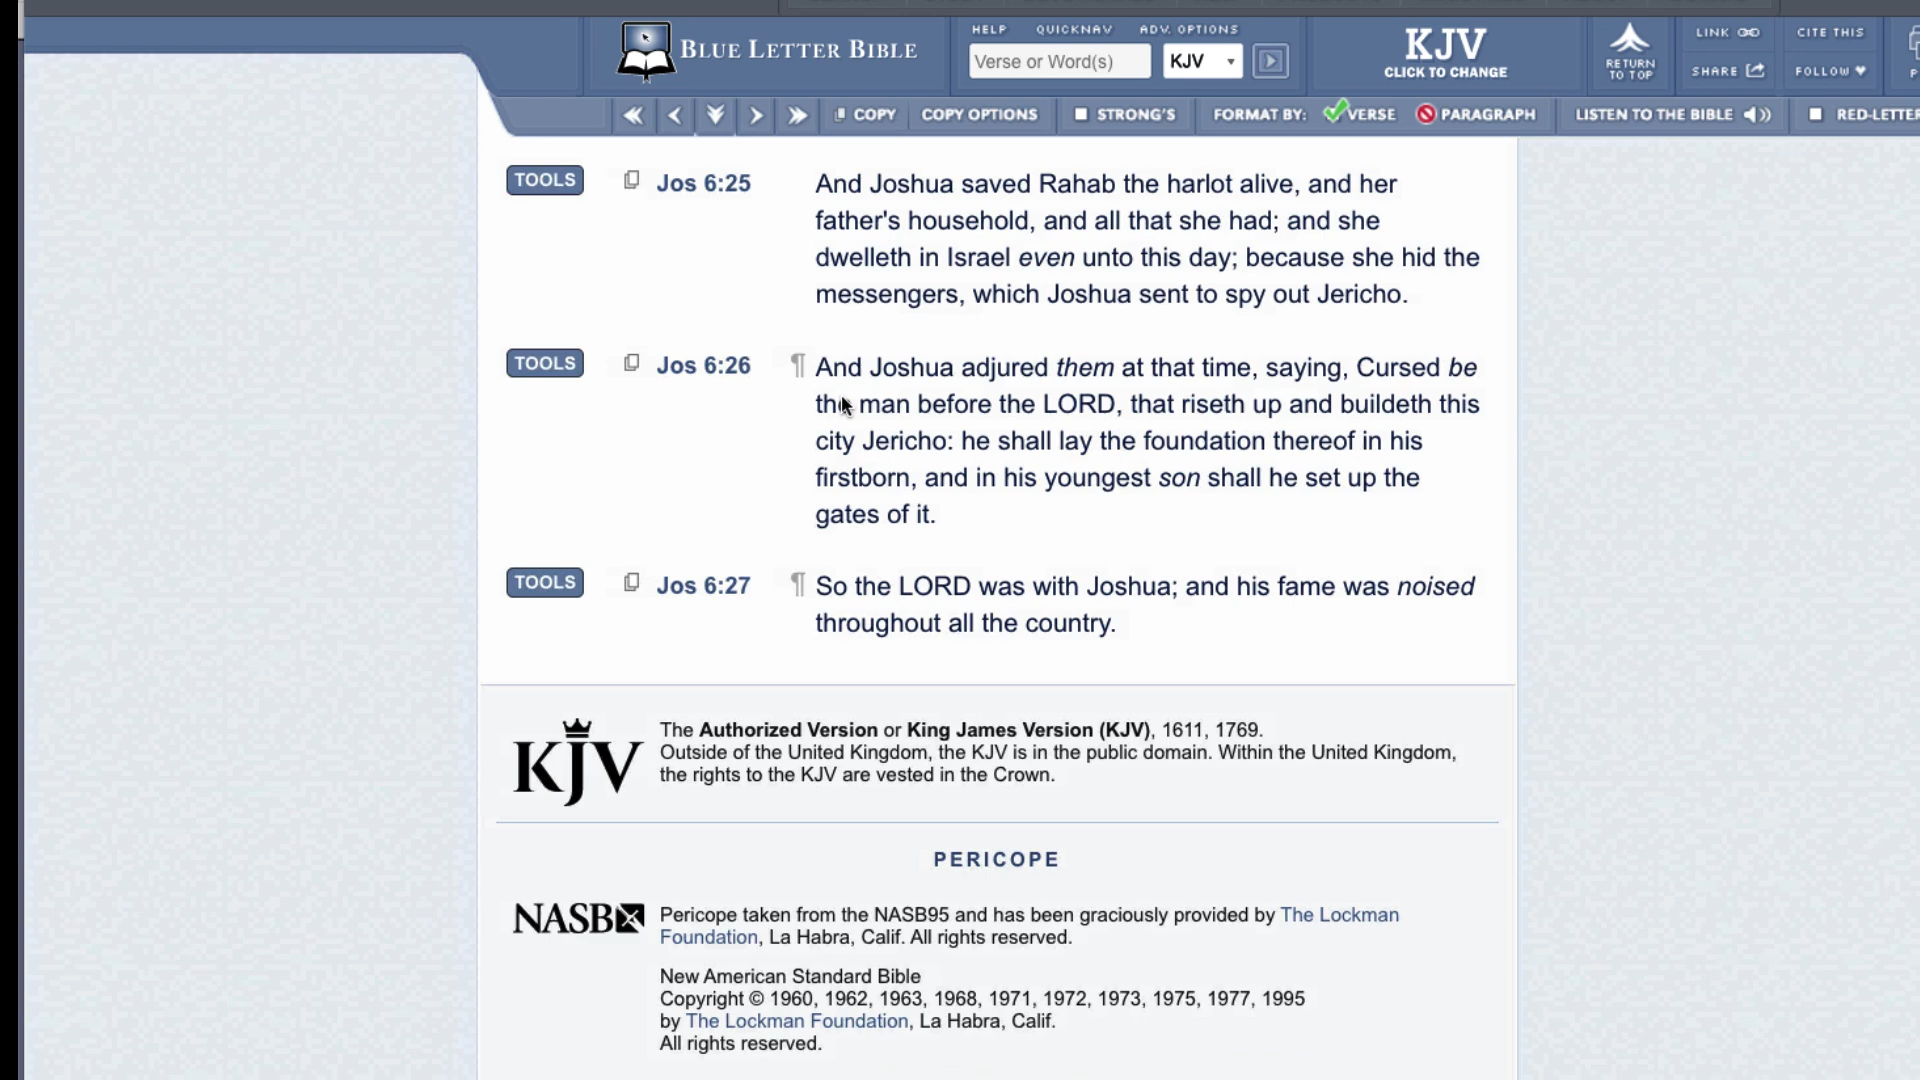 BLUE LETTER BIBLE
HELP QUICKNAV ADV. OPTIONS
Verse or Word(s) KJV
KJV
CLICK TO CHANGE
RETURN
TO TOP
LINK
SHARE
CITE THIS
FOLLOW
COPY COPY OPTIONS STRONG'S FORMAT BY: VERSE PARAGRAPH LISTEN TO THE BIBLE RED-LETTER
TOOLS Jos 6:25 And Joshua saved Rahab the harlot alive, and her
father's household, and all that she had; and she
dwelleth in Israel even unto this day; because she hid the
messengers, which Joshua sent to spy out Jericho.
TOOLS Jos 6:26 ¶ And Joshua adjured them at that time, saying, Cursed be
the man before the LORD, that riseth up and buildeth this
city Jericho: he shall lay the foundation thereof in his
firstborn, and in his youngest son shall he set up the
gates of it.
TOOLS Jos 6:27 ¶ So the LORD was with Joshua; and his fame was noised
throughout all the country.
KJV
The Authorized Version or King James Version (KJV), 1611, 1769.
Outside of the United Kingdom, the KJV is in the public domain. Within the United Kingdom,
the rights to the KJV are vested in the Crown.
PERICOPE
NASB
Pericope taken from the NASB95 and has been graciously provided by The Lockman
Foundation, La Habra, Calif. All rights reserved.
New American Standard Bible
Copyright © 1960, 1962, 1963, 1968, 1971, 1972, 1973, 1975, 1977, 1995
by The Lockman Foundation, La Habra, Calif.
All rights reserved.